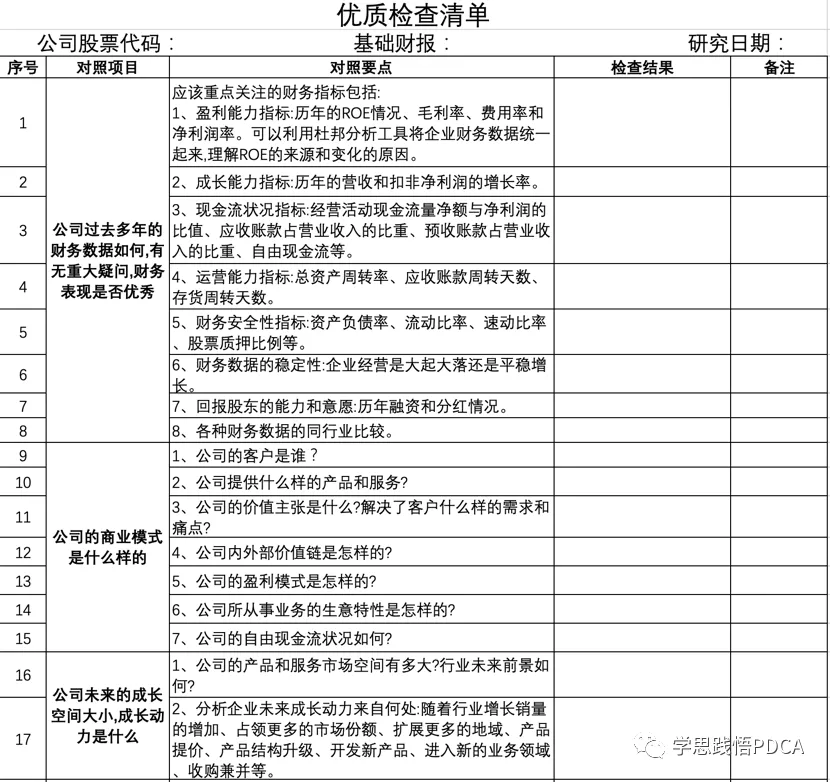 优质检查清单
公司股票代码： 基础财报： 研究日期：
序号 对照项目 对照要点 检查结果 备注
公司过去多年的
财务数据如何,有
无重大疑问,财务
表现是否优秀
1
应该重点关注的财务指标包括:
1、盈利能力指标:历年的ROE情况、毛利率、费用率和
净利润率。可以利用杜邦分析工具将企业财务数据统一
起来,理解ROE的来源和变化的原因。
2 2、成长能力指标:历年的营收和扣非净利润的增长率。
3
3、现金流状况指标:经营活动现金流量净额与净利润的
比值、应收账款占营业收入的比重、预收账款占营业收
入的比重、自由现金流等。
4
4、运营能力指标:总资产周转率、应收账款周转天数、
存货周转天数。
5
5、财务安全性指标:资产负债率、流动比率、速动比率
、股票质押比例等。
6
6、财务数据的稳定性:企业经营是大起大落还是平稳增
长。
7 7、回报股东的能力和意愿:历年融资和分红情况。
8 8、各种财务数据的同行业比较。
公司的商业模式
是什么样的
9 1、公司的客户是谁？
10 2、公司提供什么样的产品和服务?
11
3、公司的价值主张是什么?解决了客户什么样的需求和
痛点?
12 4、公司内外部价值链是怎样的?
13 5、公司的盈利模式是怎样的?
14 6、公司所从事业务的生意特性是怎样的?
15 7、公司的自由现金流状况如何?
公司未来的成长
空间大小,成长动
力是什么
16
1、公司的产品和服务市场空间有多大?行业未来前景如
何?
17
2、分析企业未来成长动力来自何处:随着行业增长销量
的增加、占领更多的市场份额、扩展更多的地域、产品
提价、产品结构升级、开发新产品、进入新的业务领域
、收购兼并等。
学思践悟PDCA